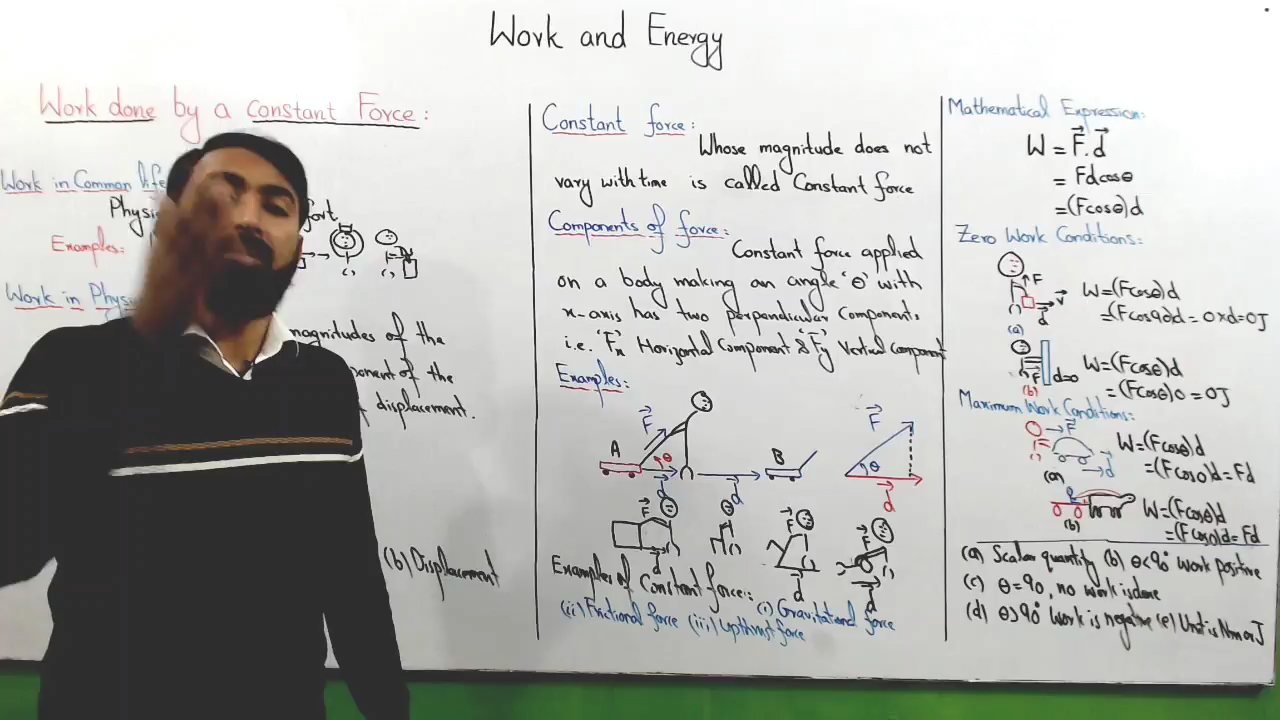 Work and Energy
Work done by a Constant Force:
Work in Common life
Physi
fort
Examples:
Work in Physi
magnitudes of the
ponent of the
displacement.
(b) Displacement
Constant force:
Whose magnitude does not
vary with time is called Constant force
Components of force:
Constant force applied
on a body making an angle 'θ' with
x-axis has two perpendicular Components
i.e. 'Fx' Horizontal Component & 'Fy' Vertical Component
Examples:
A
F
θ
d
d
B
F
θ
d
F
d
F
d
F
d
Examples of Constant force: (i) Gravitational force
(ii) Frictional force (iii) Upthrust force
Mathematical Expression:
W = F⃗.d⃗
= Fdcosθ
= (Fcosθ)d
Zero Work Conditions:
F
v
d
(a)
W=(Fcosθ)d
=(Fcos90)d=0xd=0J
F
d=0
(b)
W=(Fcosθ)d
=(Fcosθ)0=0J
Maximum Work Conditions:
F
d
(a)
W=(Fcosθ)d
=(Fcos0)d=Fd
(b)
W=(Fcosθ)d
=(Fcos0)d=Fd
(a) Scalar quantity (b) θ<90° Work positive
(c) θ=90, no work is done
(d) θ>90° Work is negative (e) Unit is Nm or J